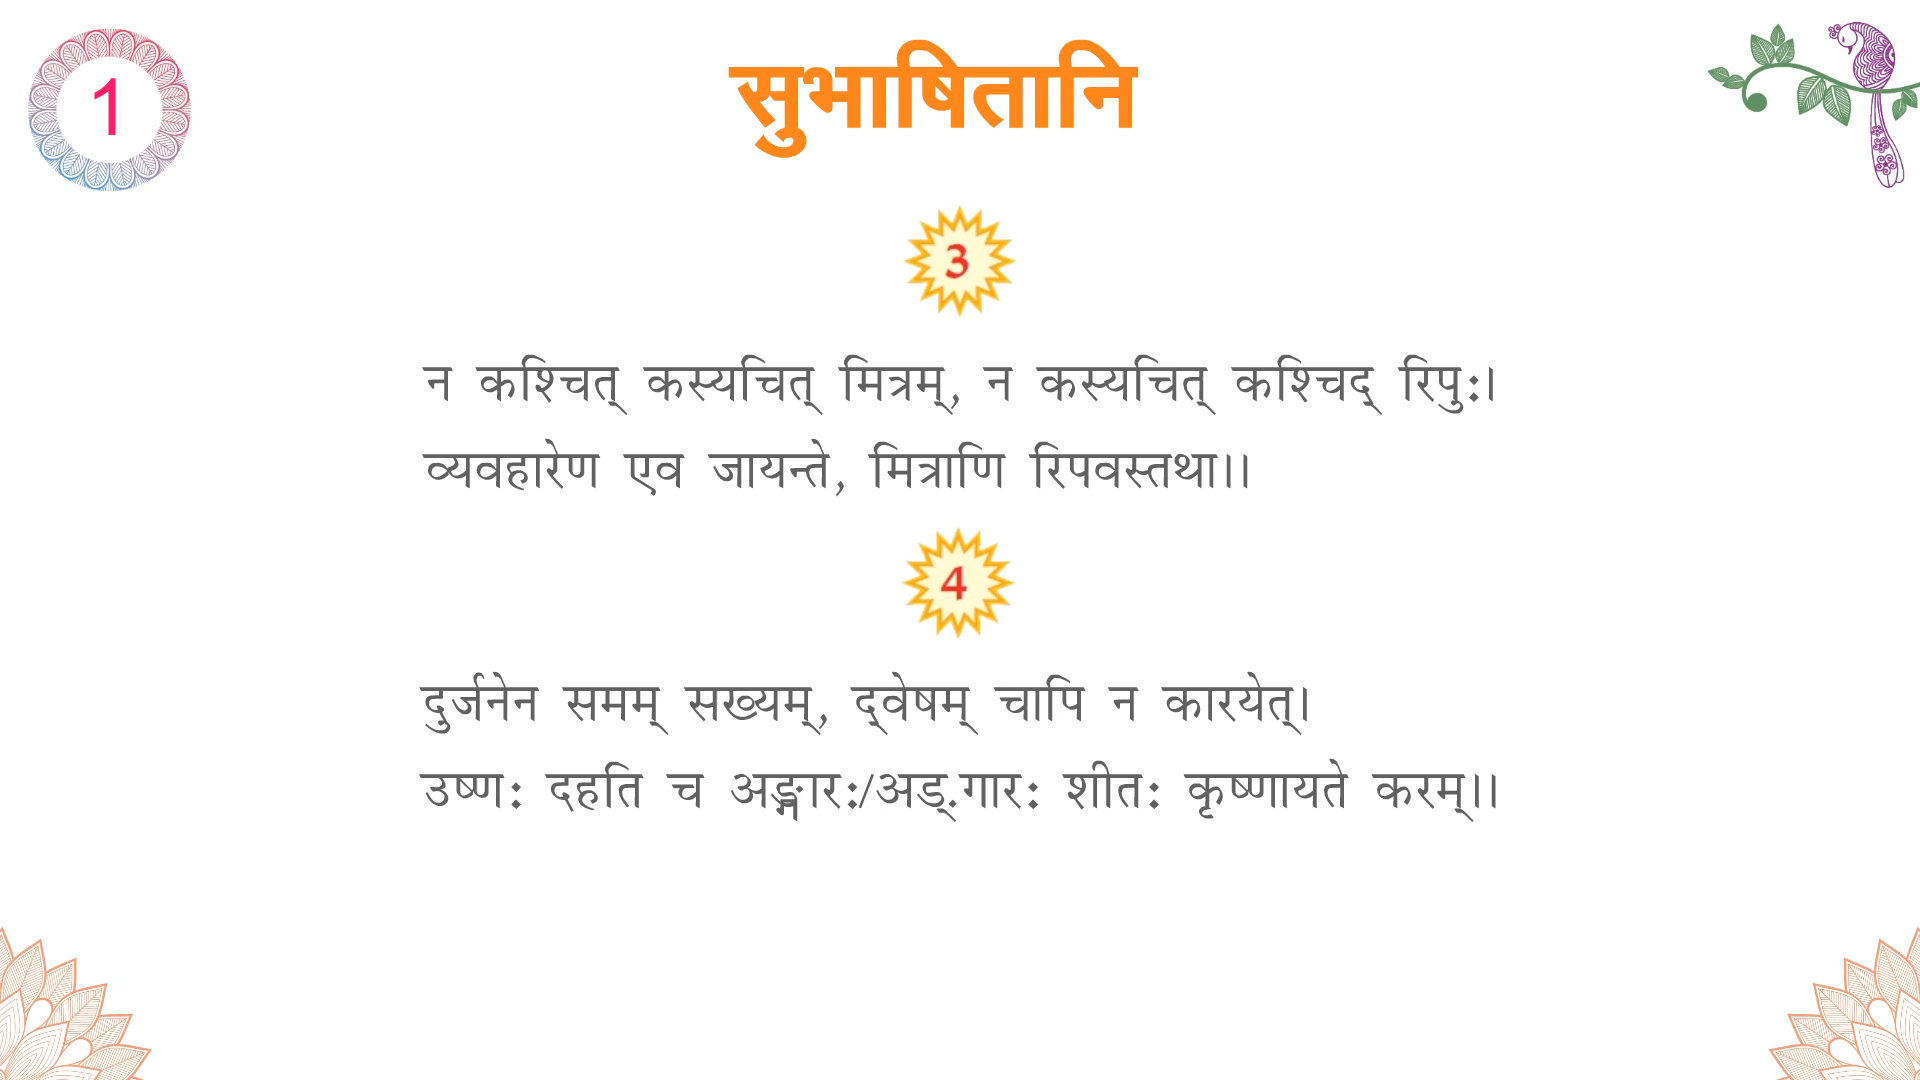 1
सुभाषितानि
3
न कश्चित् कस्यचित् मित्रम्, न कस्यचित् कश्चिद् रिपुः।
व्यवहारेण एव जायन्ते, मित्राणि रिपवस्तथा।।
4
दुर्जनेन समम् सख्यम्, द्वेषम् चापि न कारयेत्।
उष्णः दहति च अङ्गारः/अड्.गारः शीतः कृष्णायते करम्।।